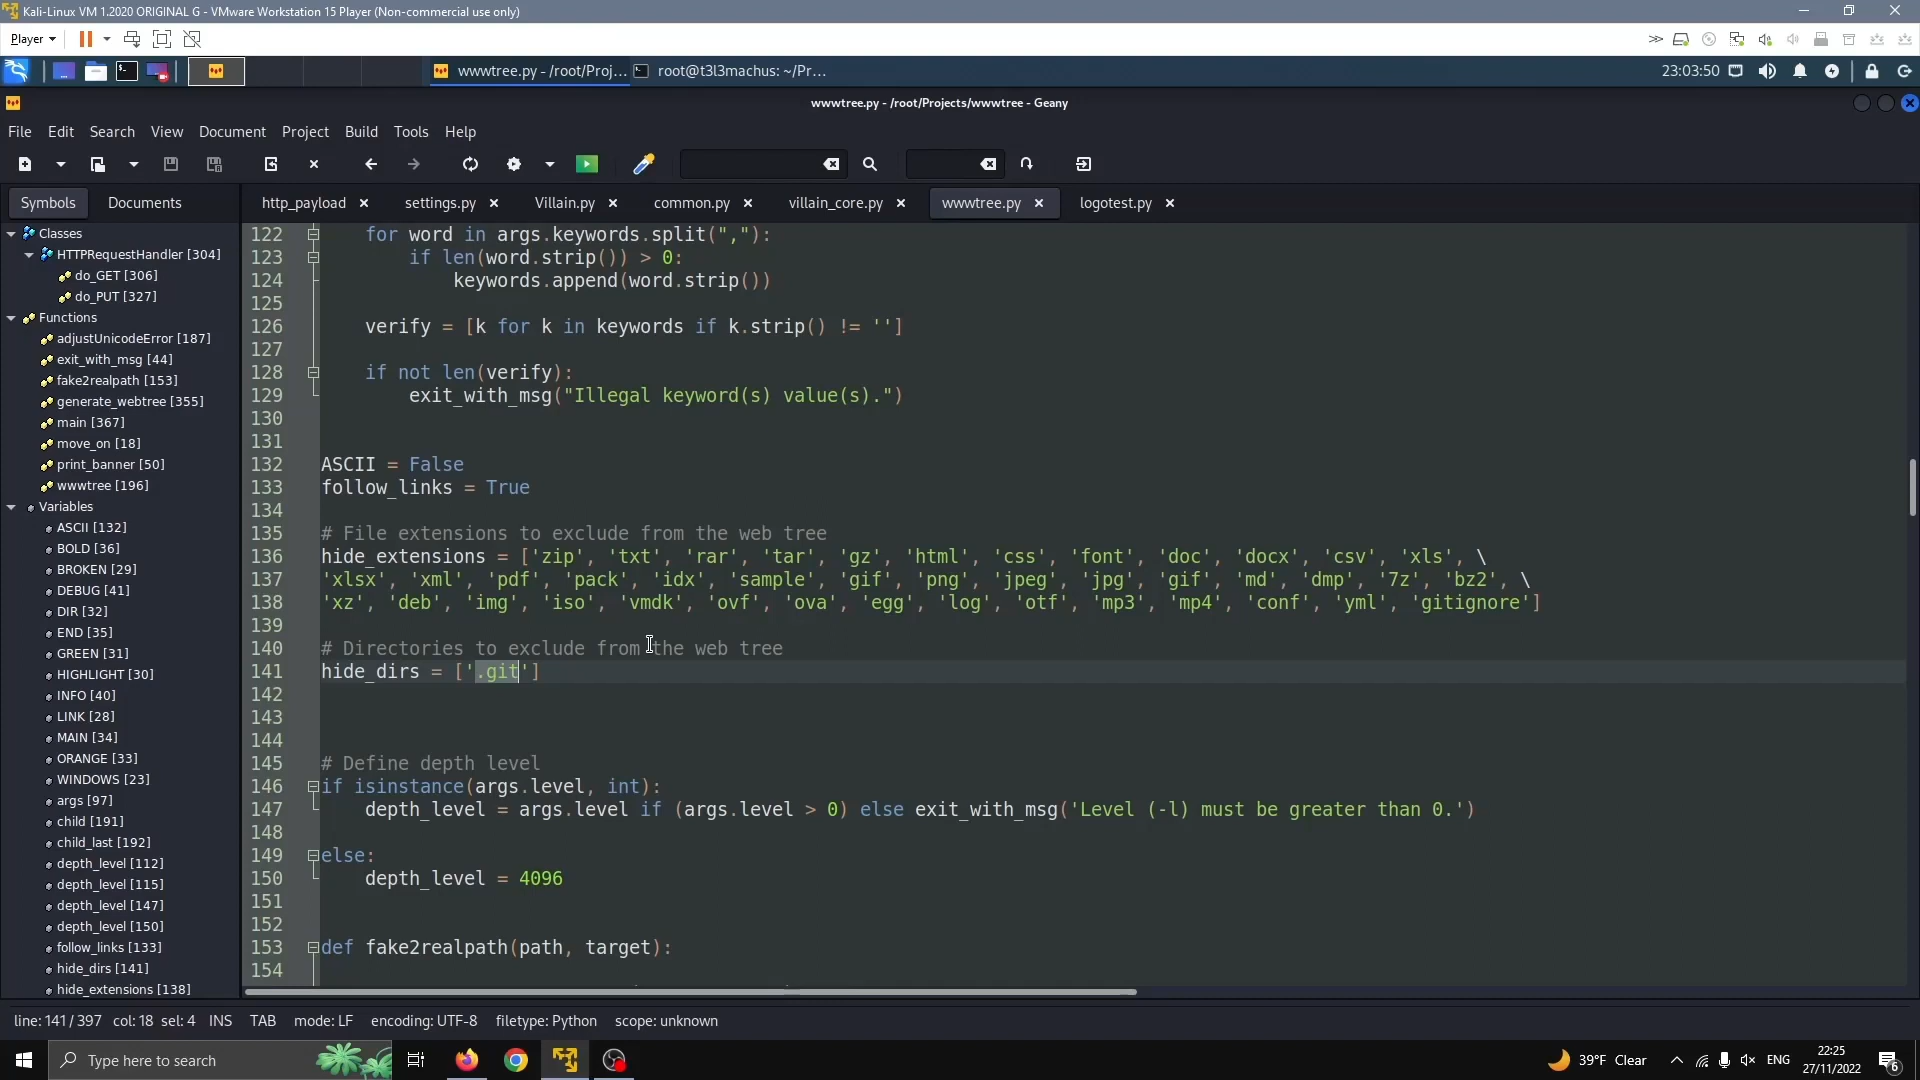 Kali-Linux VM 1.2020 ORIGINAL G - VMware Workstation 15 Player (Non-commercial use only)
Player
wwwtree.py - /root/Proj...
root@t3l3machus: ~/Pr...
23:03:50
wwwtree.py - /root/Projects/wwwtree - Geany
File Edit Search View Document Project Build Tools Help
Symbols Documents
http_payload settings.py Villain.py common.py villain_core.py wwwtree.py logotest.py
Classes
HTTPRequestHandler [304]
do_GET [306]
do_PUT [327]
Functions
adjustUnicodeError [187]
exit_with_msg [44]
fake2realpath [153]
generate_webtree [355]
main [367]
move_on [18]
print_banner [50]
wwwtree [196]
Variables
ASCII [132]
BOLD [36]
BROKEN [29]
DEBUG [41]
DIR [32]
END [35]
GREEN [31]
HIGHLIGHT [30]
INFO [40]
LINK [28]
MAIN [34]
ORANGE [33]
WINDOWS [23]
args [97]
child [191]
child_last [192]
depth_level [112]
depth_level [115]
depth_level [147]
depth_level [150]
follow_links [133]
hide_dirs [141]
hide_extensions [138]
122 for word in args.keywords.split(","):
123 if len(word.strip()) > 0:
124 keywords.append(word.strip())
125
126 verify = [k for k in keywords if k.strip() != '']
127
128 if not len(verify):
129 exit_with_msg("Illegal keyword(s) value(s).")
130
131
132 ASCII = False
133 follow_links = True
134
135 # File extensions to exclude from the web tree
136 hide_extensions = ['zip', 'txt', 'rar', 'tar', 'gz', 'html', 'css', 'font', 'doc', 'docx', 'csv', 'xls', \
137 'xlsx', 'xml', 'pdf', 'pack', 'idx', 'sample', 'gif', 'png', 'jpeg', 'jpg', 'gif', 'md', 'dmp', '7z', 'bz2', \
138 'xz', 'deb', 'img', 'iso', 'vmdk', 'ovf', 'ova', 'egg', 'log', 'otf', 'mp3', 'mp4', 'conf', 'yml', 'gitignore']
139
140 # Directories to exclude from the web tree
141 hide_dirs = ['.git']
142
143
144
145 # Define depth level
146 if isinstance(args.level, int):
147 depth_level = args.level if (args.level > 0) else exit_with_msg('Level (-l) must be greater than 0.')
148
149 else:
150 depth_level = 4096
151
152
153 def fake2realpath(path, target):
154
line: 141 / 397 col: 18 sel: 4 INS TAB mode: LF encoding: UTF-8 filetype: Python scope: unknown
Type here to search
39°F Clear
ENG
22:25
27/11/2022
6